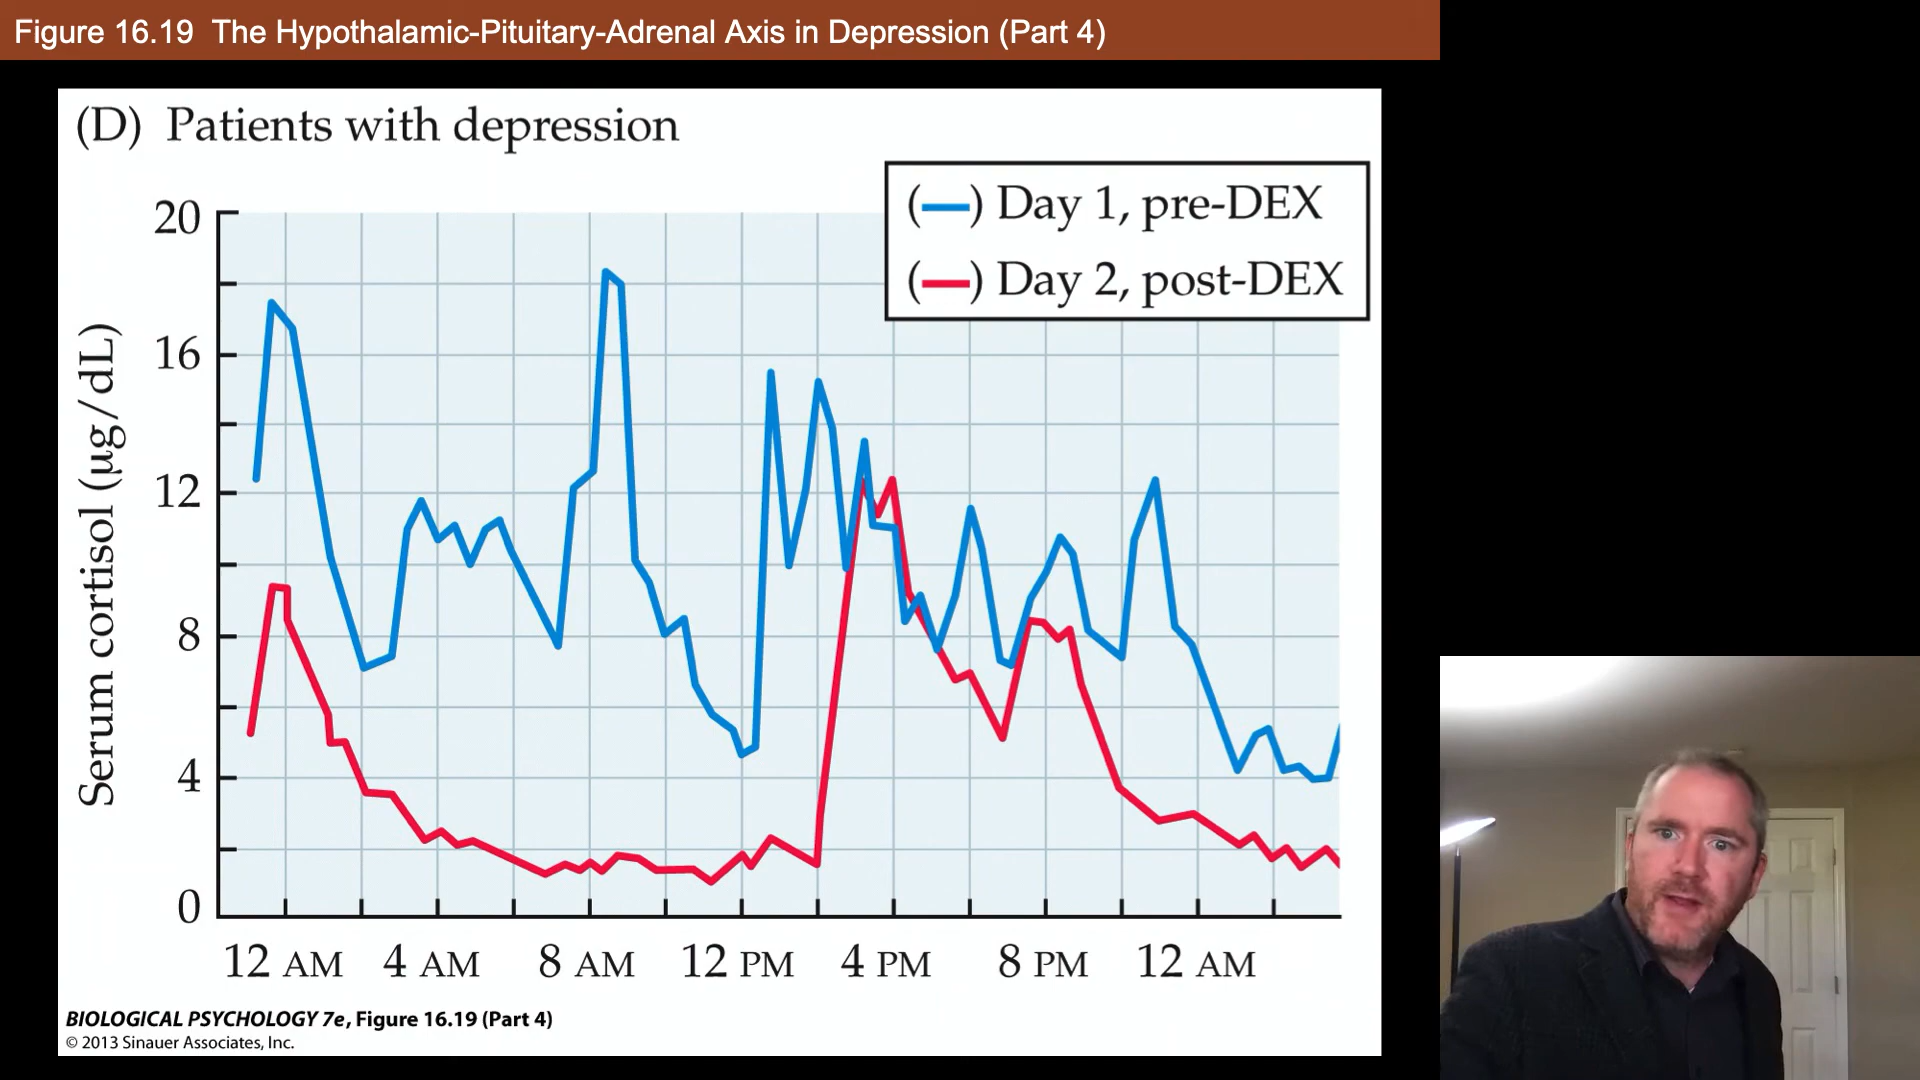 Figure 16.19 The Hypothalamic-Pituitary-Adrenal Axis in Depression (Part 4)
(D) Patients with depression
(—) Day 1, pre-DEX
(—) Day 2, post-DEX
Serum cortisol (µg/dL)
20
16
12
8
4
0
12 AM 4 AM 8 AM 12 PM 4 PM 8 PM 12 AM
BIOLOGICAL PSYCHOLOGY 7e, Figure 16.19 (Part 4)
© 2013 Sinauer Associates, Inc.